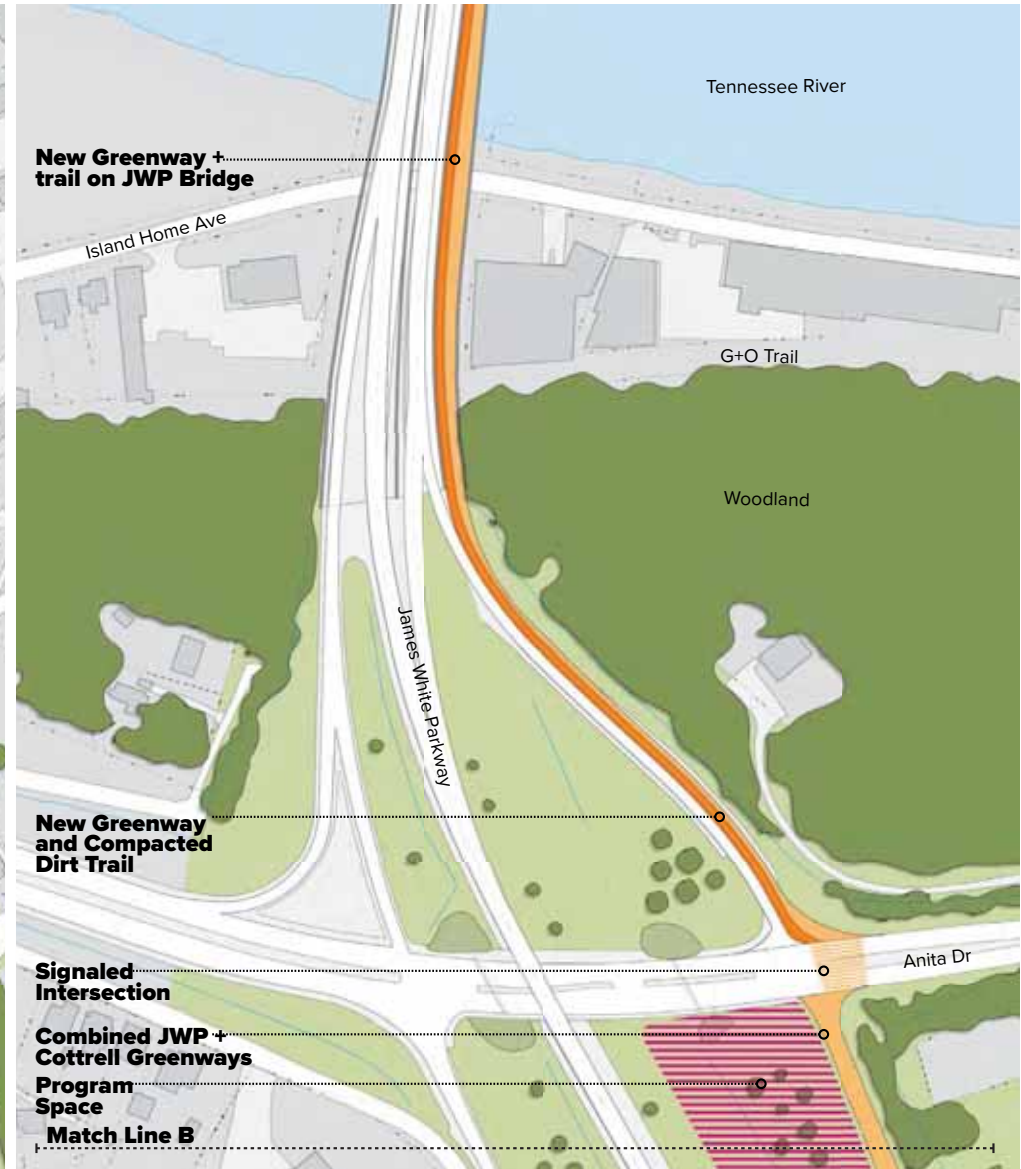 Tennessee River
New Greenway +
trail on JWP Bridge
Island Home Ave
G+O Trail
Woodland
James White Parkway
New Greenway
and Compacted
Dirt Trail
Anita Dr
Signaled
Intersection
Combined JWP +
Cottrell Greenways
Program
Space
Match Line B